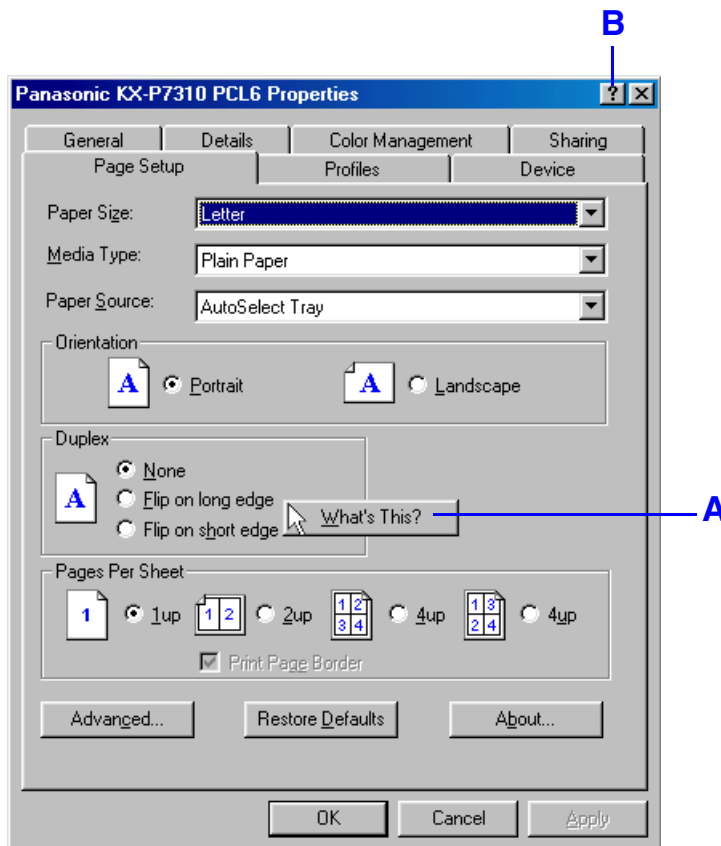 B
Panasonic KX-P7310 PCL6 Properties ?
General Details Color Management Sharing
Page Setup Profiles Device
Paper Size: Letter
Media Type: Plain Paper
Paper Source: AutoSelect Tray
Orientation
A Portrait A Landscape
Duplex
None
A Flip on long edge
Flip on short edge
What's This? A
Pages Per Sheet
1 1up 1 2 2up 1 2 3 4 4up 1 3 2 4 4up
Print Page Border
Advanced... Restore Defaults About...
OK Cancel Apply